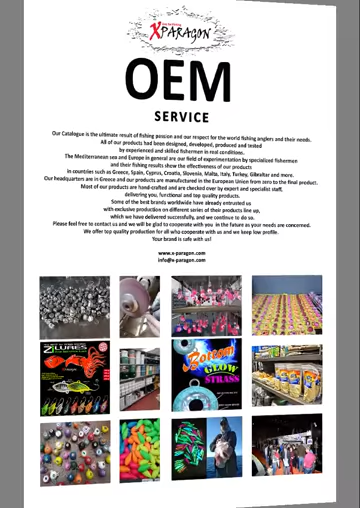 XPARAGON
OEM
SERVICE
Our Catalogue is the ultimate result of fishing passion and our respect for the world fishing anglers and their needs.
All of our products had been designed, developed, produced and tested
by experienced and skilled fishermen in real conditions.
The Mediterranean sea and Europe in general are our field of experimentation by specialized fishermen
and their fishing results show the effectiveness of our products
in countries such as Greece, Spain, Cyprus, Croatia, Slovenia, Malta, Italy, Turkey, Gibraltar and more.
Our headquarters are in Greece and our products are manufactured in the European Union from zero to the final product.
Most of our products are hand-crafted and are checked over by expert and specialist staff,
delivering you, functional and top quality products.
Some of the best brands worldwide have already entrusted us
with exclusive production on different series of their products line up,
which we have delivered successfully, and we continue to do so.
Please feel free to contact us and we will be glad to cooperate with you in the future as your needs are concerned.
We offer top quality production for all who cooperate with us and we keep low profile.
Your brand is safe with us!
www.x-paragon.com
info@x-paragon.com
LURES
Bottom
GLOW
STRASS